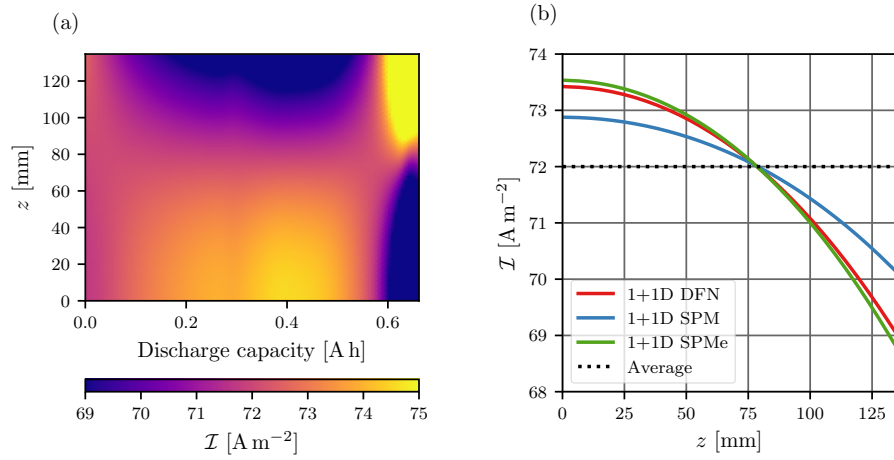 (a)
120
100
80
60
40
20
0
z [mm]
0.0 0.2 0.4 0.6
Discharge capacity [A h]
69 70 71 72 73 74 75
ℐ [A m⁻²]
(b)
74
73
72
71
70
69
68
ℐ [A m⁻²]
1+1D DFN
1+1D SPM
1+1D SPMe
Average
0 25 50 75 100 125
z [mm]